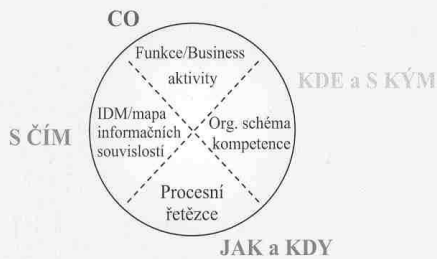 CO
Funkce/Business
aktivity
KDE a S KÝM
S ČÍM
IDM/mapa
informačních
souvislostí
Org. schéma
kompetence
Procesní
řetězce
JAK a KDY